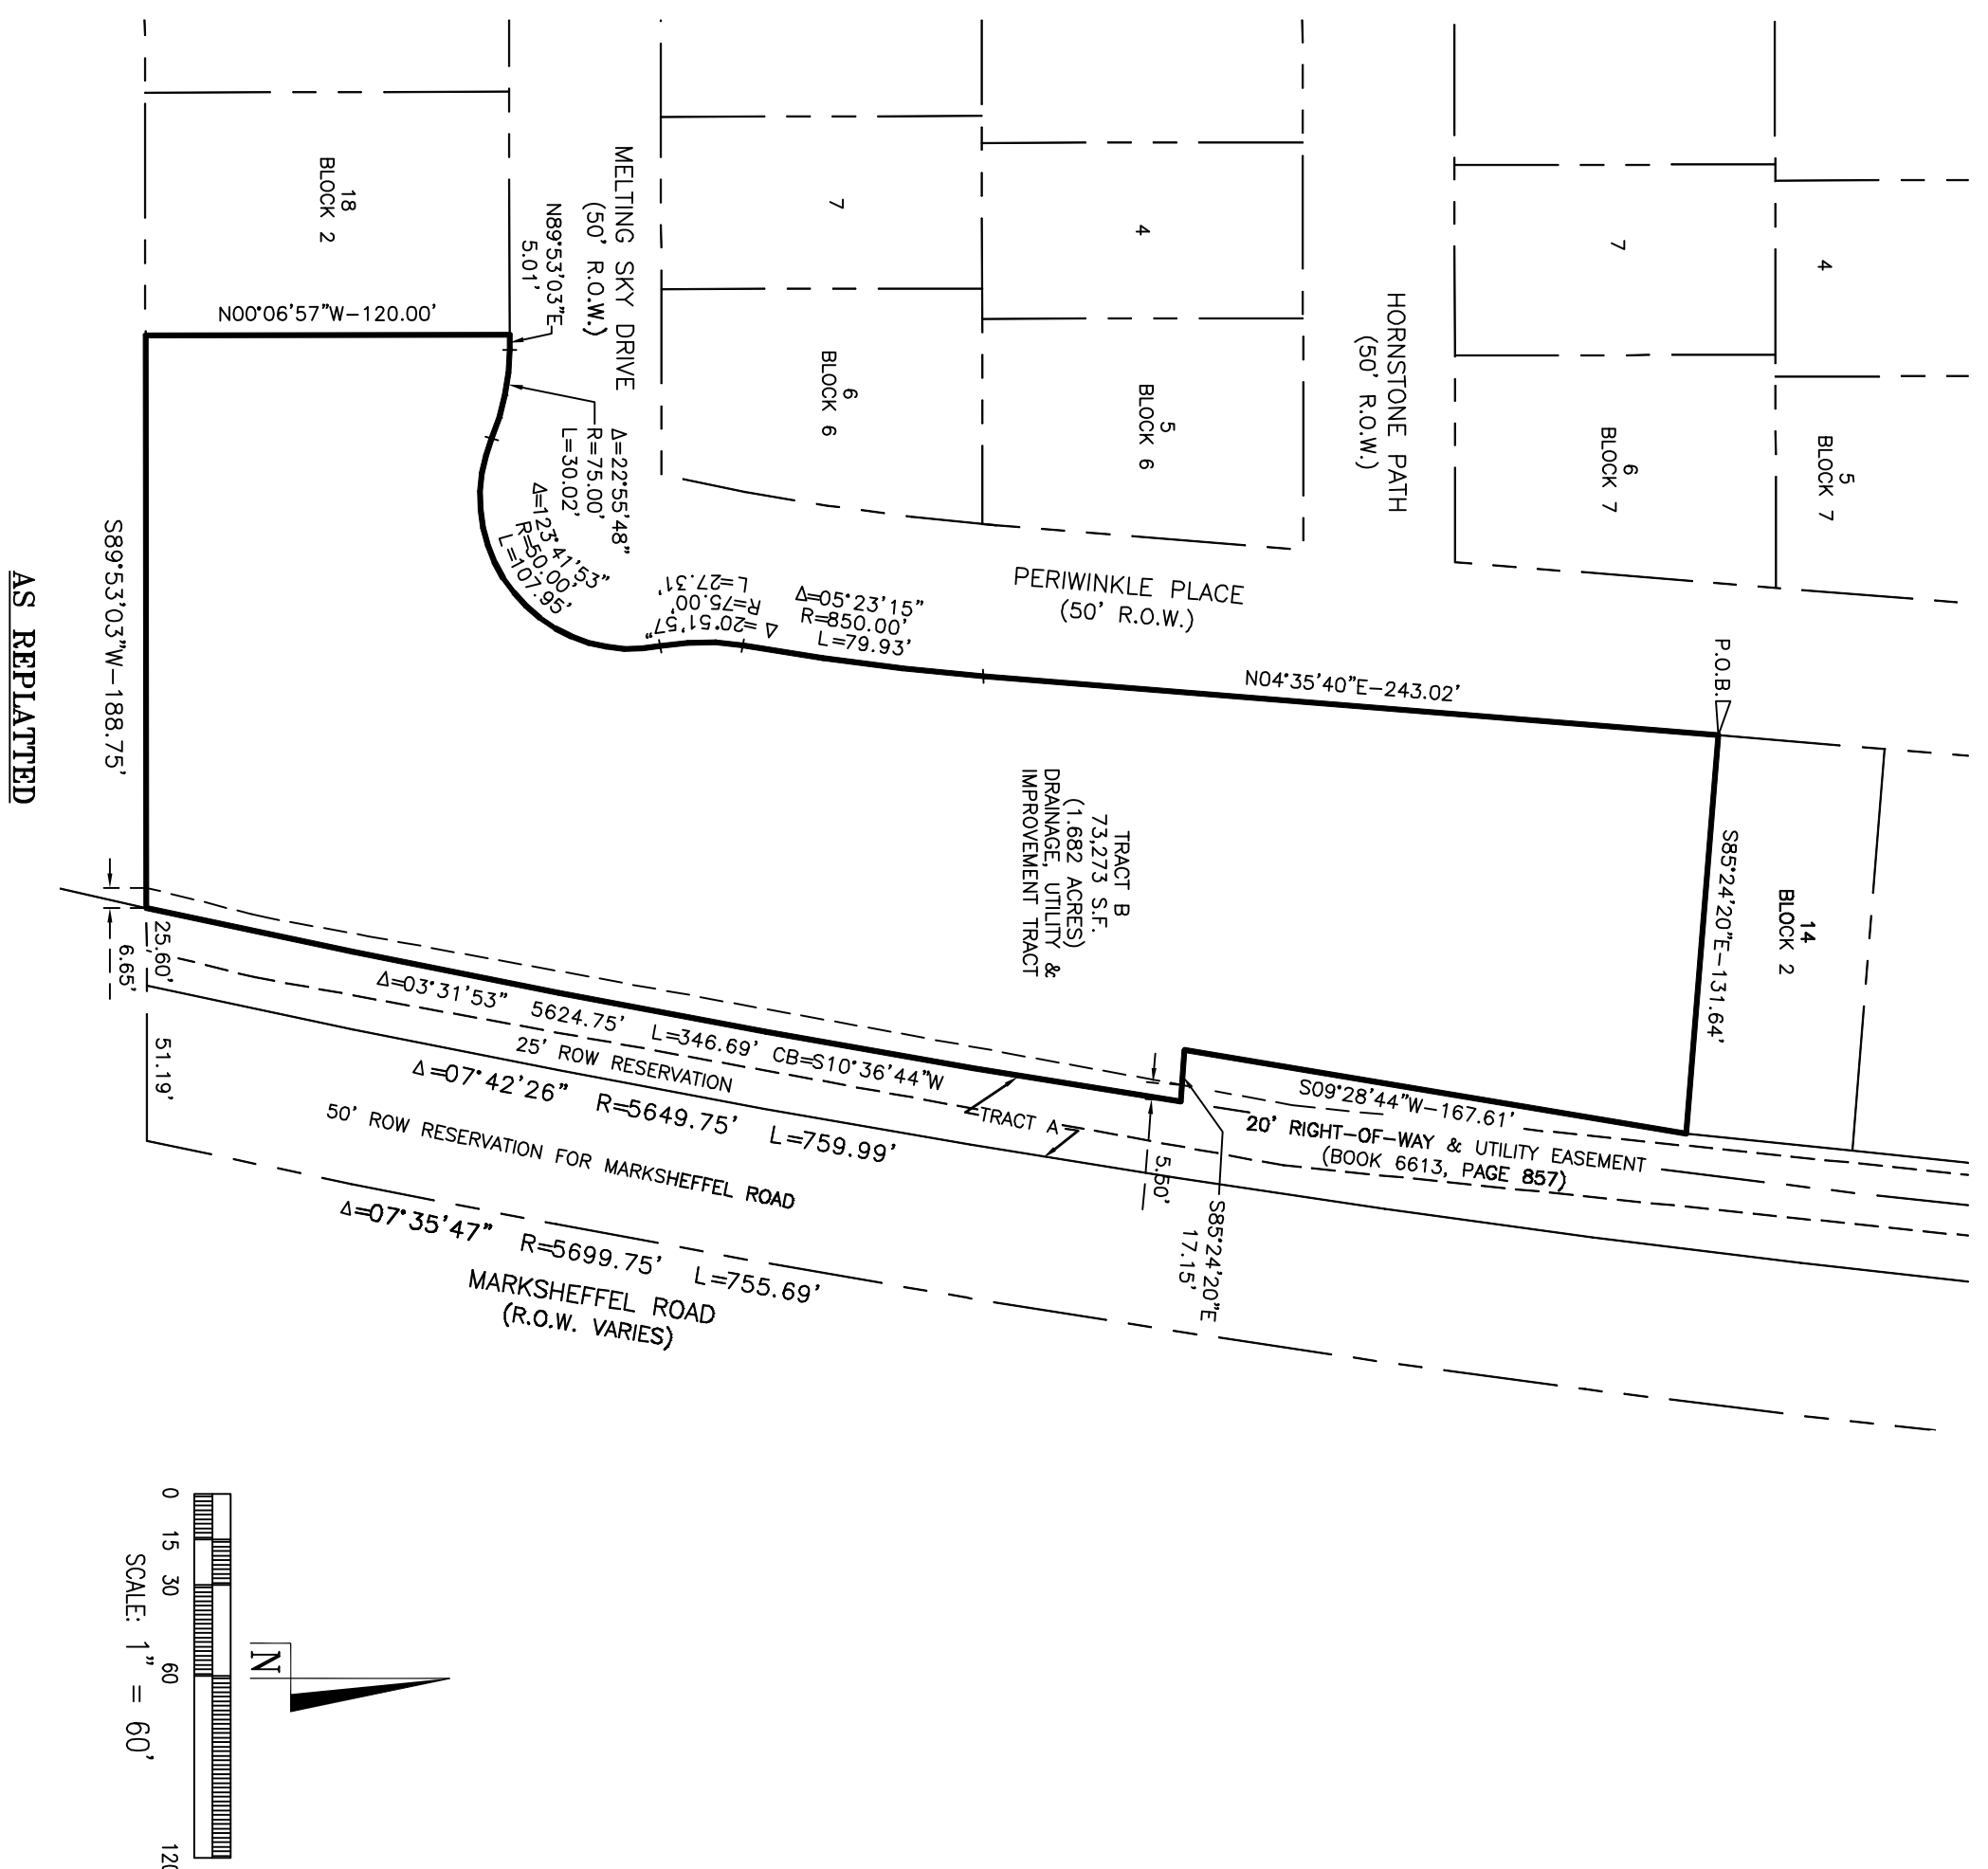 18
BLOCK 2
MELTING SKY DRIVE
(50' R.O.W.)
N89°53'03"E
5.01'
N00°06'57"W-120.00'
7
4
7
4
6
BLOCK 6
5
BLOCK 6
HORNSTONE PATH
(50' R.O.W.)
6
BLOCK 7
5
BLOCK 7
Δ=22°55'48"
R=75.00'
L=30.02'
Δ=123°41'53"
R=50.00'
L=107.95'
Δ=20°51'57"
R=75.00'
L=27.31'
Δ=05°23'15"
R=850.00'
L=79.93'
PERIWINKLE PLACE
(50' R.O.W.)
N04°35'40"E-243.02'
P.O.B.
S85°24'20"E-131.64'
14
BLOCK 2
TRACT B
73,273 S.F.
(1.682 ACRES)
DRAINAGE, UTILITY &
IMPROVEMENT TRACT
S89°53'03"W-188.75'
AS REPLATTED
25.60'
6.65'
51.19'
Δ=03°31'53" 5624.75' L=346.69' CB=S10°36'44"W
25' ROW RESERVATION
Δ=07°42'26" R=5649.75' L=759.99'
50' ROW RESERVATION FOR MARKSHEFFEL ROAD
Δ=07°35'47" R=5699.75' L=755.69'
MARKSHEFFEL ROAD
(R.O.W. VARIES)
TRACT A
5.50'
S85°24'20"E
17.15'
S09°28'44"W-167.61'
20' RIGHT-OF-WAY & UTILITY EASEMENT
(BOOK 6613, PAGE 857)
0 15 30 60 120
SCALE: 1" = 60'
N